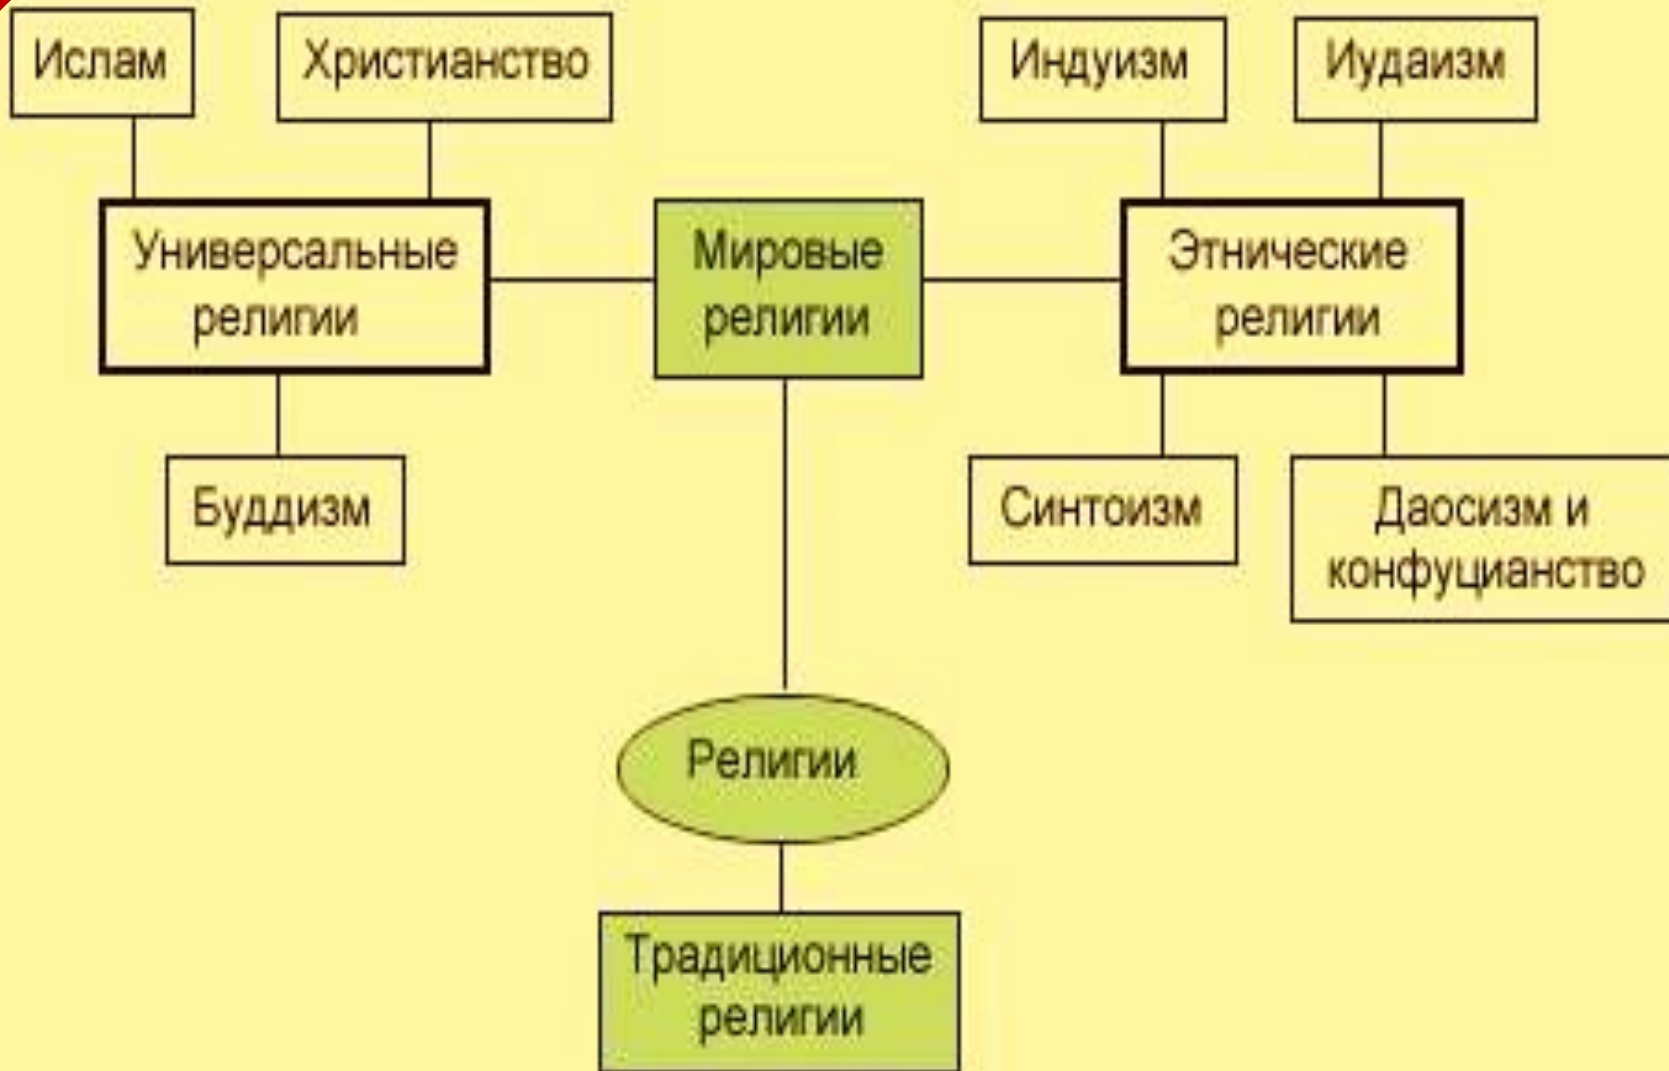 Ислам
Христианство
Индуизм
Иудаизм
Универсальные
религии
Мировые
религии
Этнические
религии
Буддизм
Синтоизм
Даосизм и
конфуцианство
Религии
Традиционные
религии